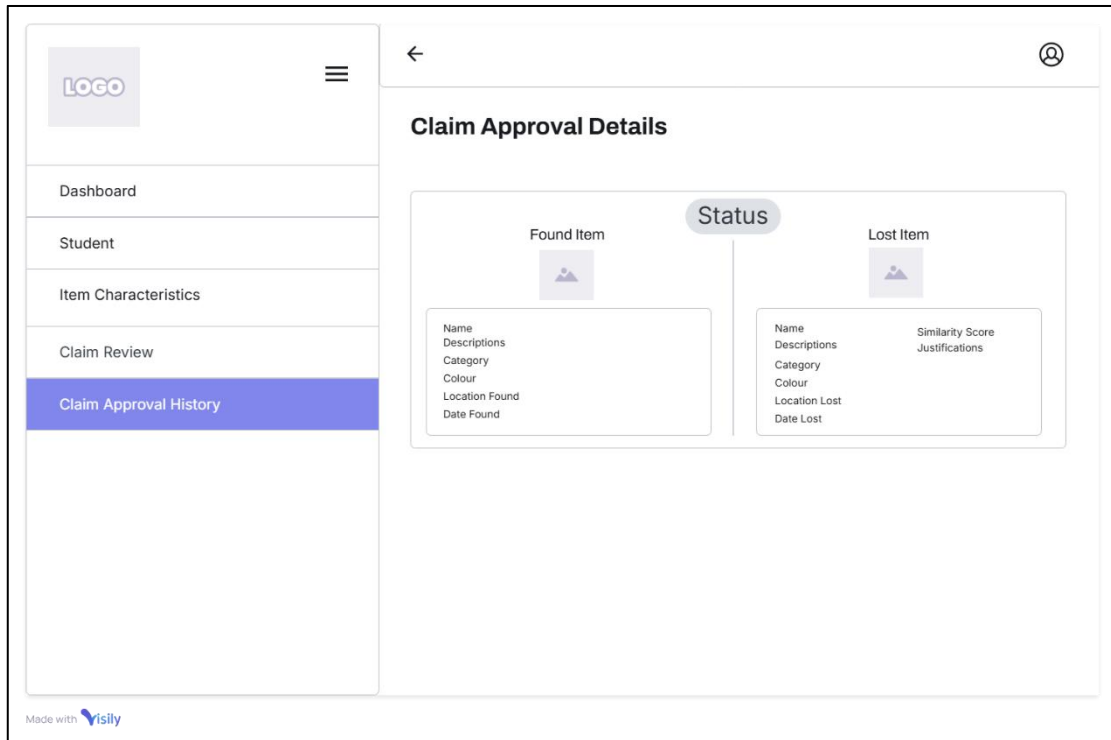 LOGO
Dashboard
Student
Item Characteristics
Claim Review
Claim Approval History
Claim Approval Details
Status
Found Item
Name
Descriptions
Category
Colour
Location Found
Date Found
Lost Item
Name
Descriptions
Category
Colour
Location Lost
Date Lost
Similarity Score
Justifications
Made with Visily